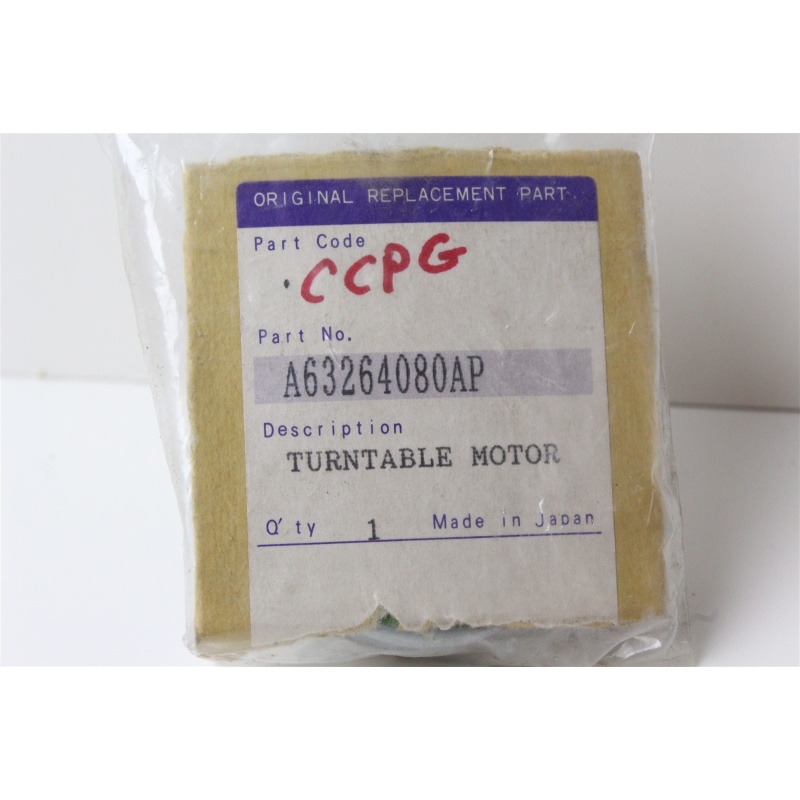 ORIGINAL REPLACEMENT PART.
Part Code
CCPG
Part No.
A63264080AP
Description
TURNTABLE MOTOR
Q'ty 1 Made in Japan